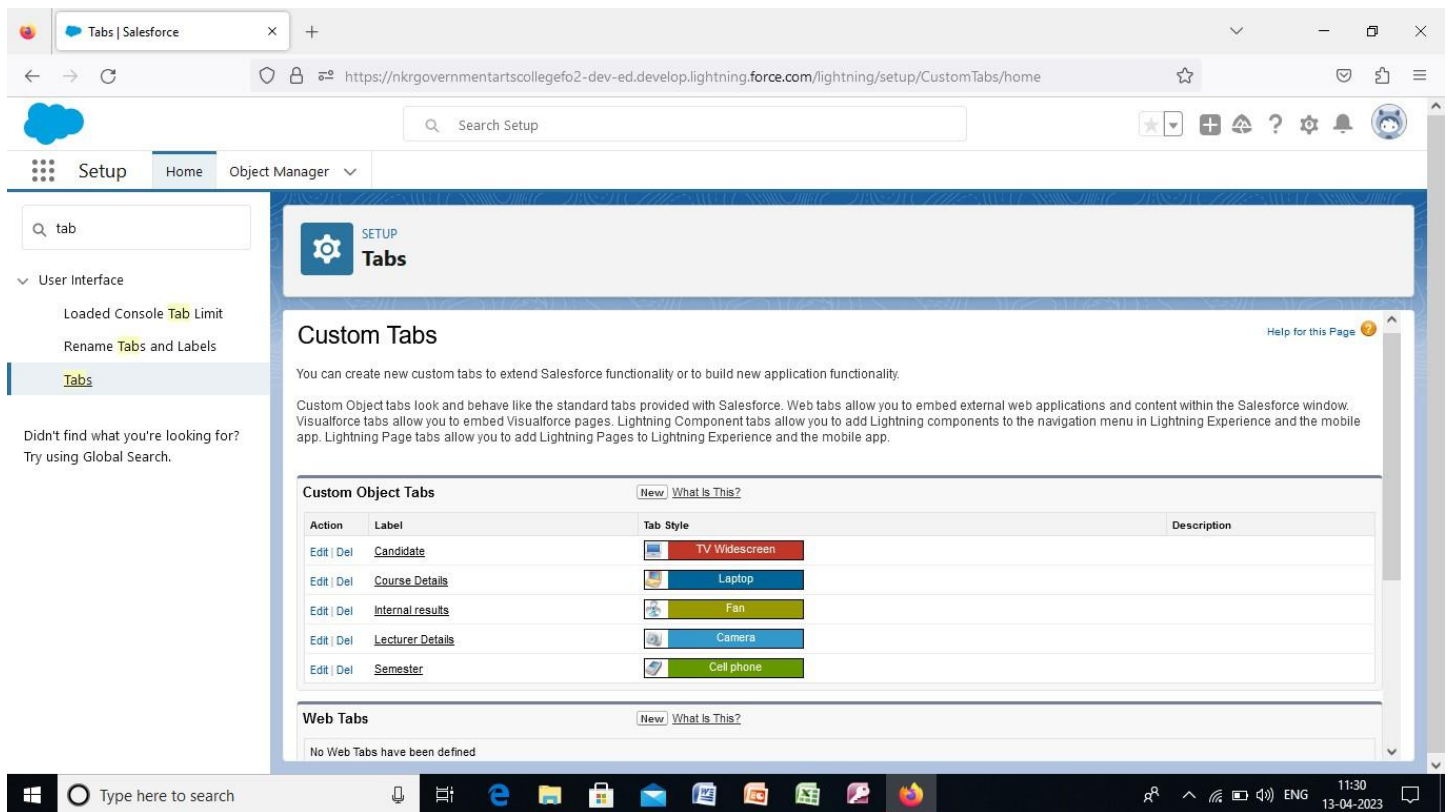 Tabs | Salesforce
https://nkrgovernmentartscollegefo2-dev-ed.develop.lightning.force.com/lightning/setup/CustomTabs/home
Search Setup
Setup
Home
Object Manager
tab
User Interface
Loaded Console Tab Limit
Rename Tabs and Labels
Tabs
Didn't find what you're looking for?
Try using Global Search.
SETUP
Tabs
Custom Tabs
Help for this Page
You can create new custom tabs to extend Salesforce functionality or to build new application functionality.
Custom Object tabs look and behave like the standard tabs provided with Salesforce. Web tabs allow you to embed external web applications and content within the Salesforce window.
Visualforce tabs allow you to embed Visualforce pages. Lightning Component tabs allow you to add Lightning components to the navigation menu in Lightning Experience and the mobile
app. Lightning Page tabs allow you to add Lightning Pages to Lightning Experience and the mobile app.
Custom Object Tabs New What Is This?
Action Label Tab Style Description
Edit | Del Candidate TV Widescreen
Edit | Del Course Details Laptop
Edit | Del Internal results Fan
Edit | Del Lecturer Details Camera
Edit | Del Semester Cell phone
Web Tabs New What Is This?
No Web Tabs have been defined
Type here to search
ENG
11:30
13-04-2023